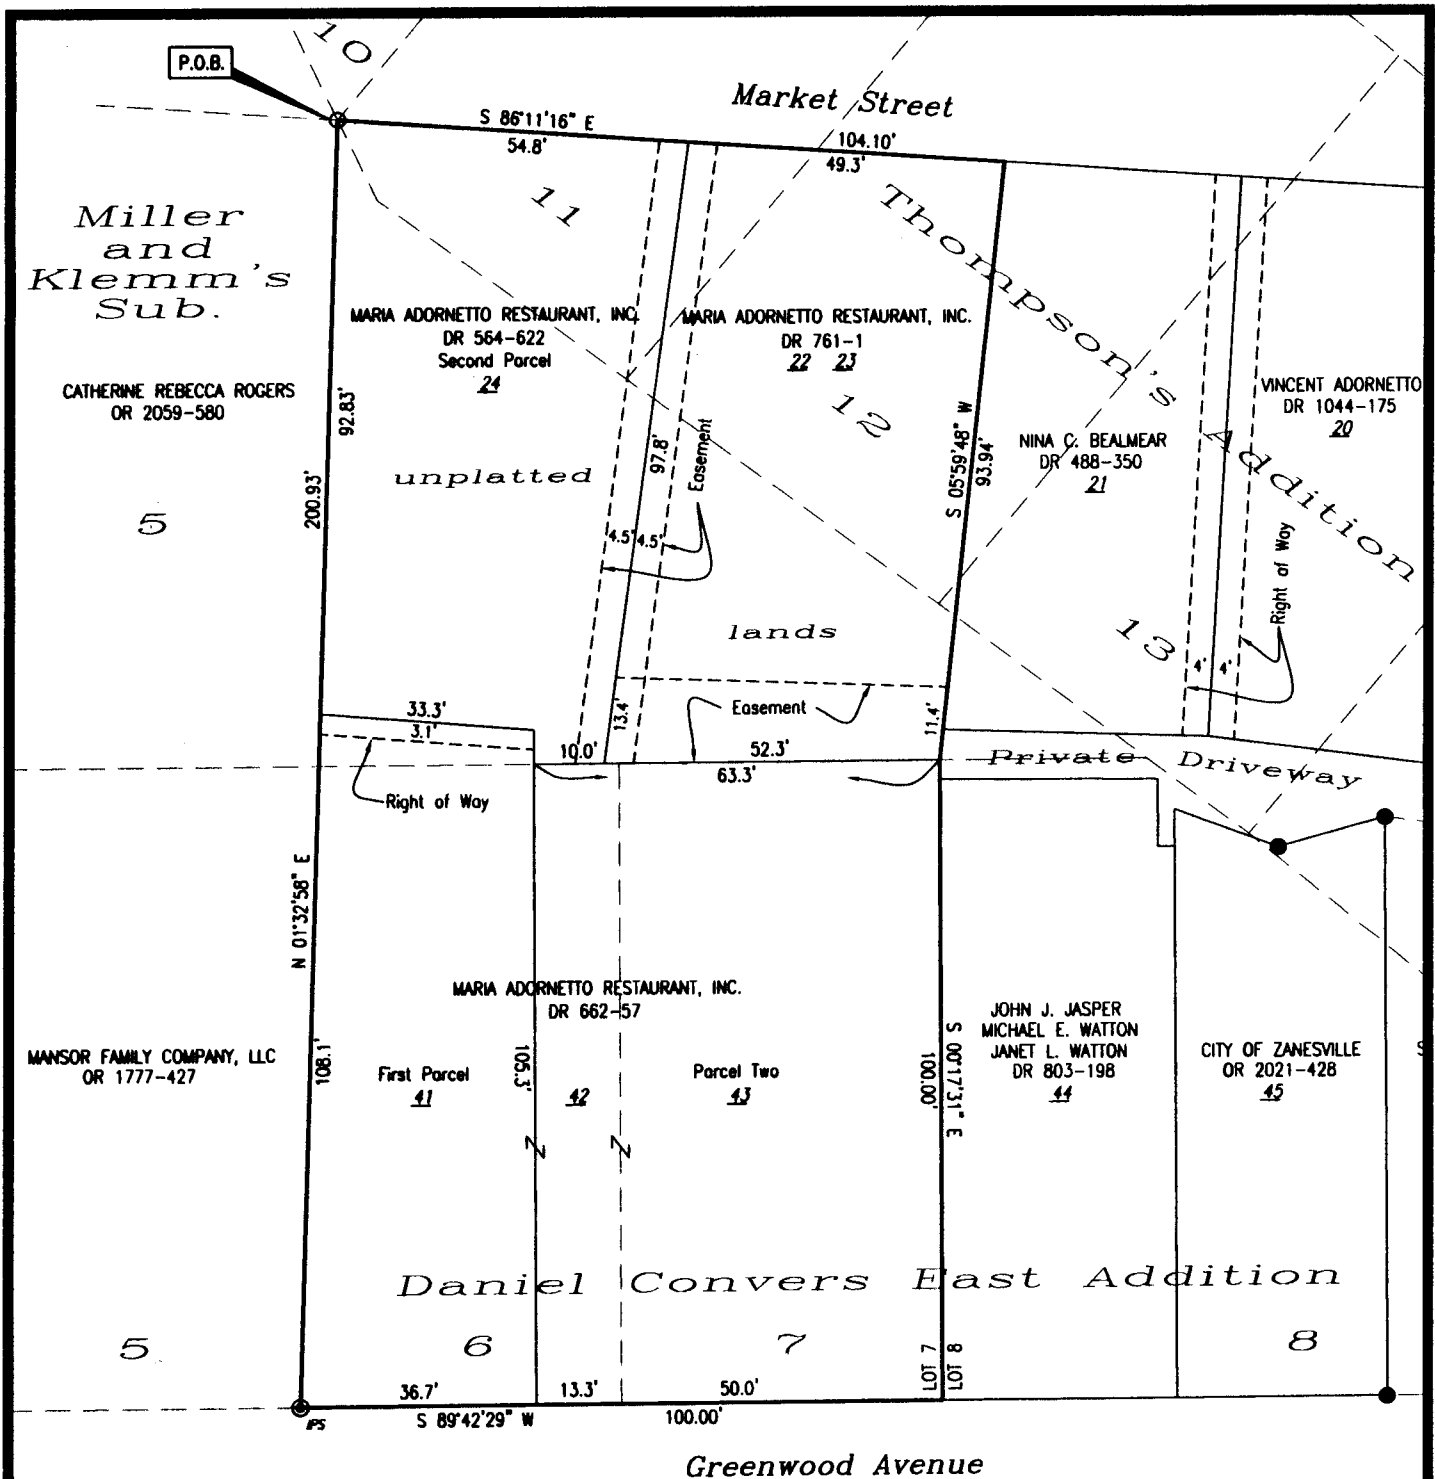 10
P.O.B.
Market Street
S 86°11'16" E
104.10'
54.8'
49.3'
Miller
and
Klemm's
Sub.
11
Thompson's Addition
MARIA ADORNETTO RESTAURANT, INC.
DR 564-622
Second Parcel
24
MARIA ADORNETTO RESTAURANT, INC.
DR 761-1
22 23
CATHERINE REBECCA ROGERS
OR 2059-580
92.83'
12
VINCENT ADORNETTO
DR 1044-175
20
NINA C. BEALMEAR
DR 488-350
21
S 05°59'48" W
93.94'
97.8'
Easement
unplatted
200.93'
5
4.5' 4.5'
Right of Way
lands
13
4' 4'
33.3'
3.1'
13.4'
Easement
11.4'
10.0'
52.3'
63.3'
Private Driveway
Right of Way
N 01°32'58" E
MARIA ADORNETTO RESTAURANT, INC.
DR 662-57
MANSOR FAMILY COMPANY, LLC
OR 1777-427
108.1'
First Parcel
41
105.3'
42
Parcel Two
43
100.00'
S 00°17'31" E
JOHN J. JASPER
MICHAEL E. WATTON
JANET L. WATTON
DR 803-198
44
CITY OF ZANESVILLE
OR 2021-428
45
S
Z
Z
Daniel Convers East Addition
5
6
7
LOT 7
LOT 8
8
36.7'
13.3'
50.0'
IPS
S 89°42'29" W
100.00'
Greenwood Avenue